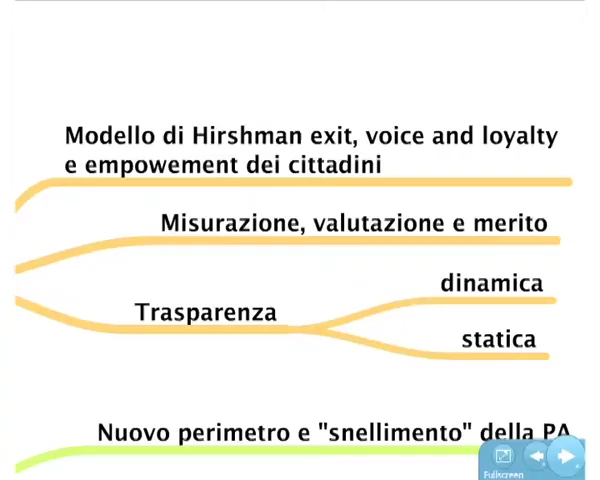 Modello di Hirshman exit, voice and loyalty
e empowement dei cittadini
Misurazione, valutazione e merito
dinamica
Trasparenza
statica
Nuovo perimetro e "snellimento" della PA
Fullscreen